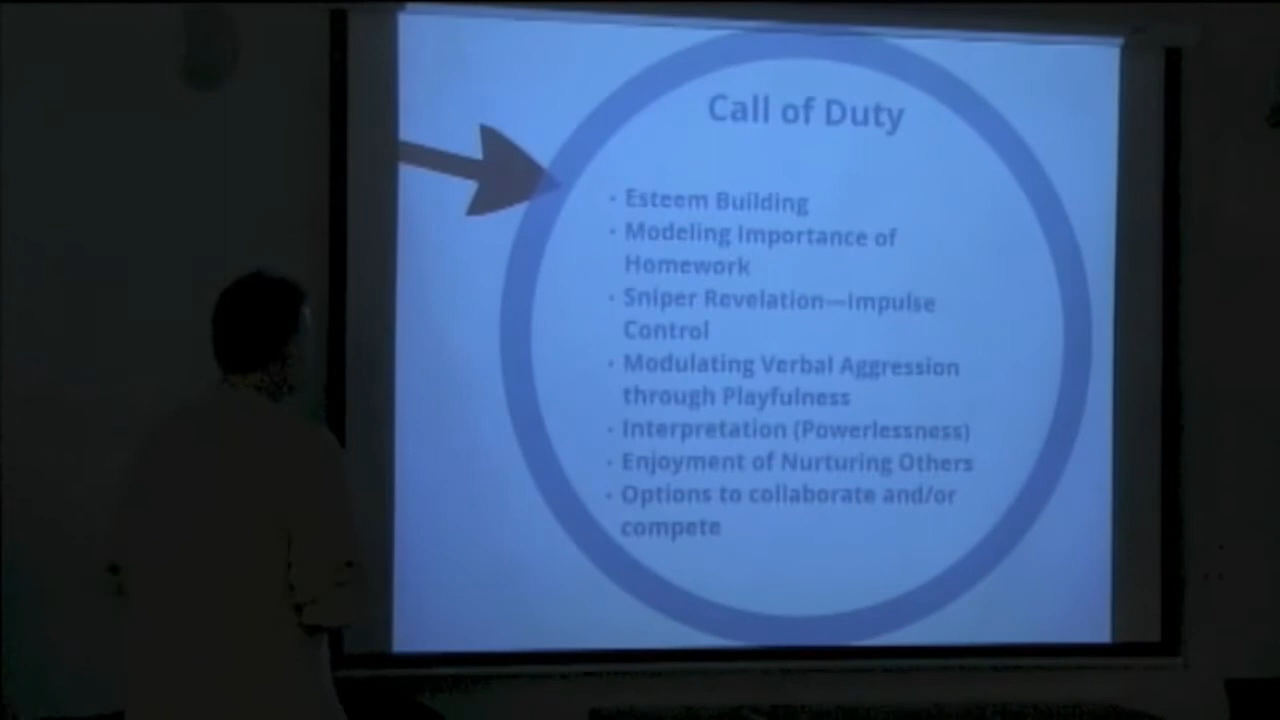 Call of Duty
· Esteem Building
· Modeling Importance of
Homework
· Sniper Revelation—Impulse
Control
· Modulating Verbal Aggression
through Playfulness
· Interpretation (Powerlessness)
· Enjoyment of Nurturing Others
· Options to collaborate and/or
compete